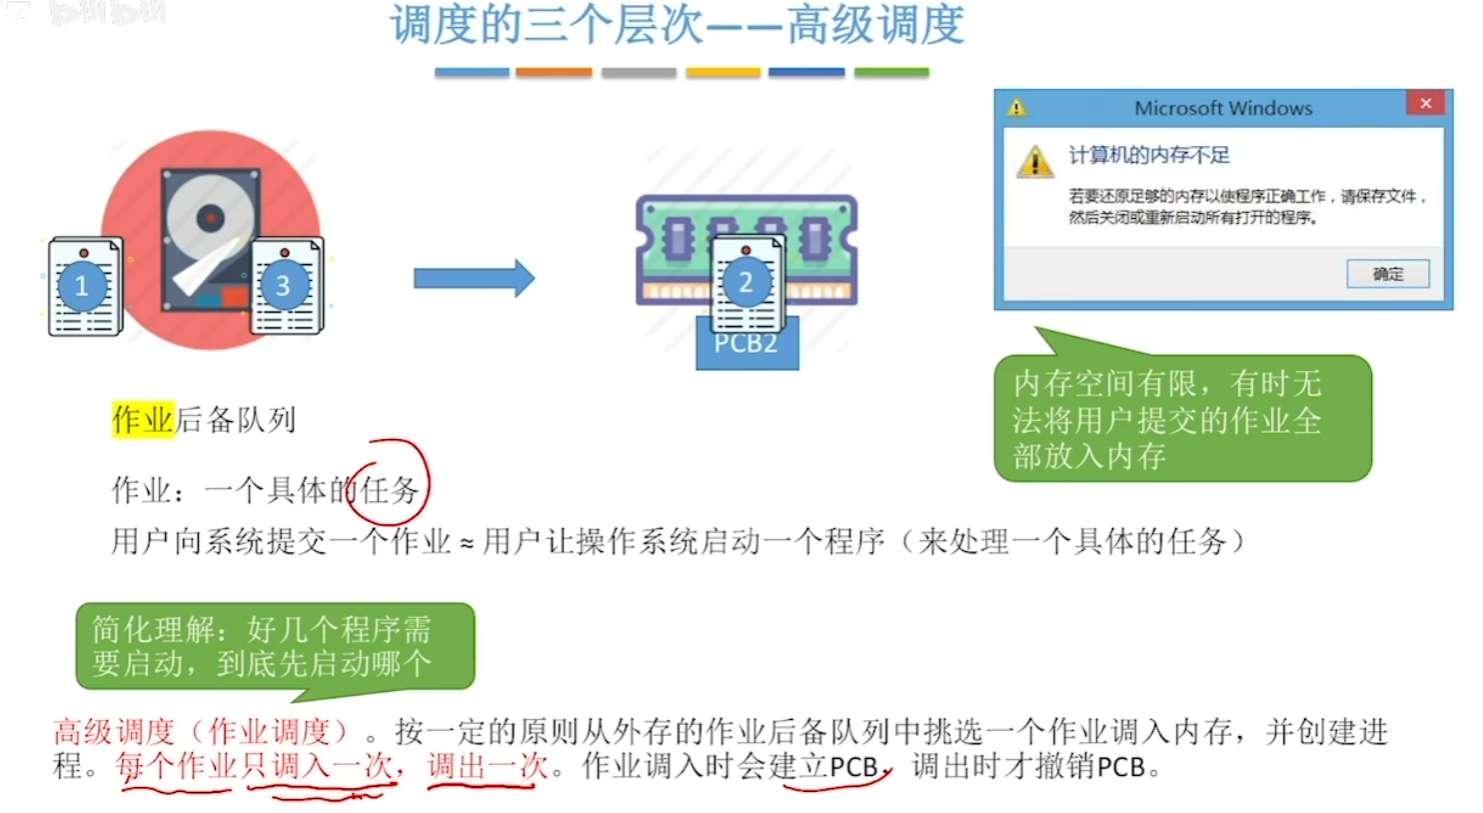 调度的三个层次——高级调度
Microsoft Windows
计算机的内存不足
若要还原足够的内存以使程序正确工作，请保存文件，
然后关闭或重新启动所有打开的程序。
确定
1
3
2
PCB2
内存空间有限，有时无
法将用户提交的作业全
部放入内存
作业后备队列
作业：一个具体的任务
用户向系统提交一个作业 ≈ 用户让操作系统启动一个程序（来处理一个具体的任务）
简化理解：好几个程序需
要启动，到底先启动哪个
高级调度（作业调度）。按一定的原则从外存的作业后备队列中挑选一个作业调入内存，并创建进
程。每个作业只调入一次，调出一次。作业调入时会建立PCB，调出时才撤销PCB。